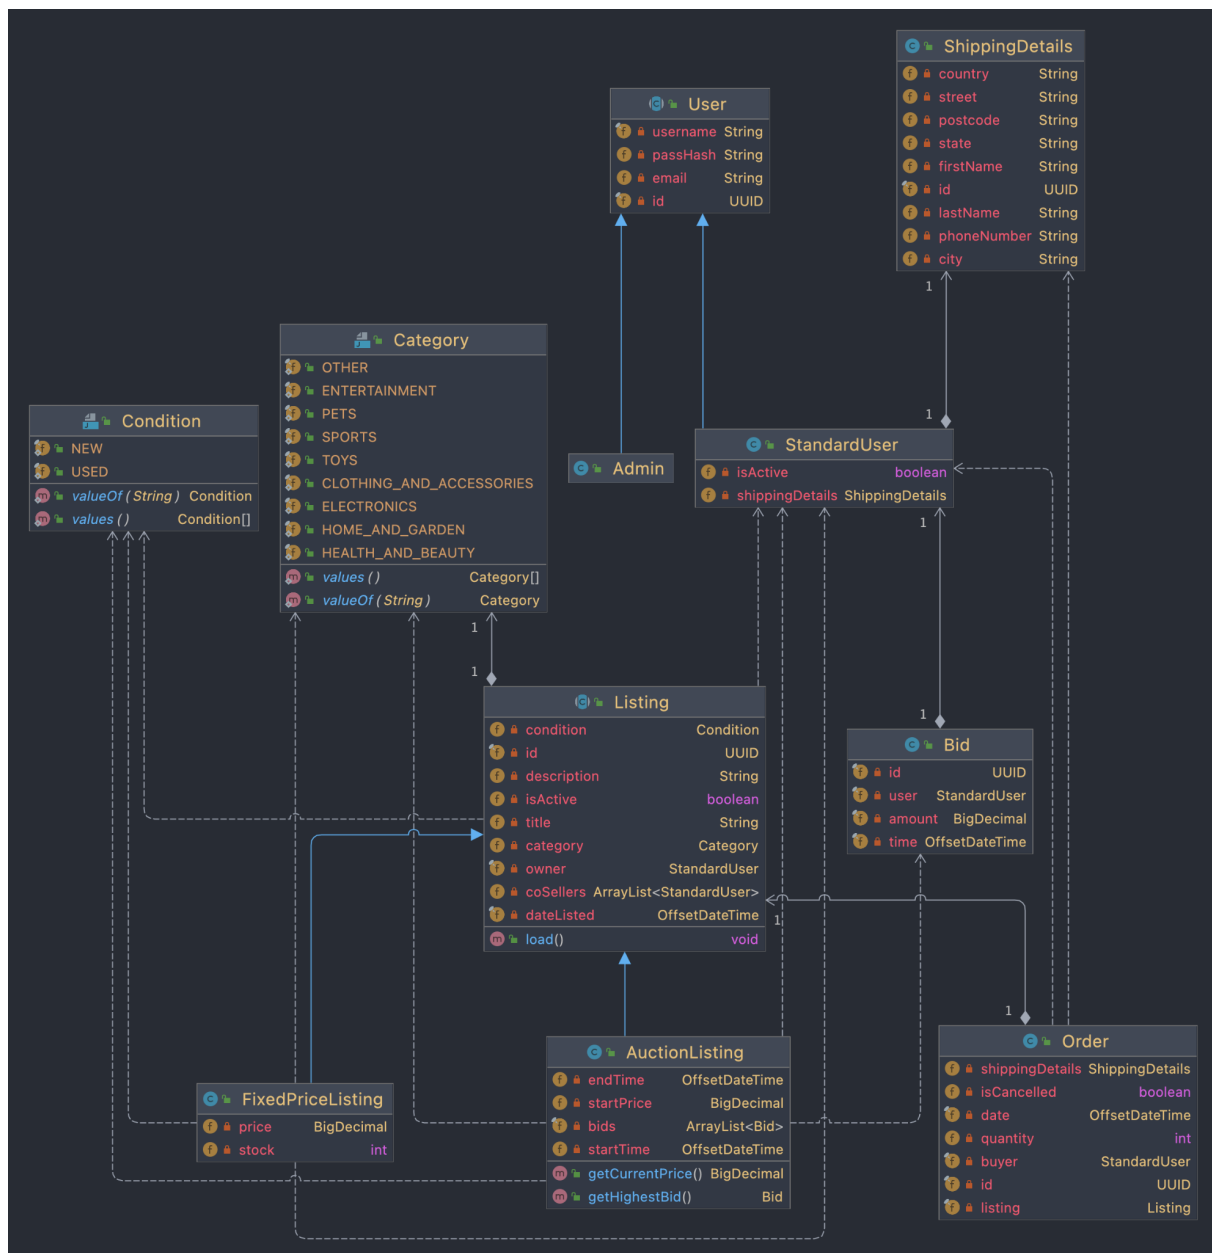 ShippingDetails
country String
street String
postcode String
state String
firstName String
id UUID
lastName String
phoneNumber String
city String
1
1
User
username String
passHash String
email String
id UUID
Category
OTHER
ENTERTAINMENT
PETS
SPORTS
TOYS
CLOTHING_AND_ACCESSORIES
ELECTRONICS
HOME_AND_GARDEN
HEALTH_AND_BEAUTY
values () Category[]
valueOf (String) Category
1
1
Condition
NEW
USED
valueOf (String) Condition
values () Condition[]
Admin
StandardUser
isActive boolean
shippingDetails ShippingDetails
1
1
Listing
condition Condition
id UUID
description String
isActive boolean
title String
category Category
owner StandardUser
coSellers ArrayList<StandardUser>
dateListed OffsetDateTime
load() void
Bid
id UUID
user StandardUser
amount BigDecimal
time OffsetDateTime
1
1
FixedPriceListing
price BigDecimal
stock int
AuctionListing
endTime OffsetDateTime
startPrice BigDecimal
bids ArrayList<Bid>
startTime OffsetDateTime
getCurrentPrice() BigDecimal
getHighestBid() Bid
Order
shippingDetails ShippingDetails
isCancelled boolean
date OffsetDateTime
quantity int
buyer StandardUser
id UUID
listing Listing